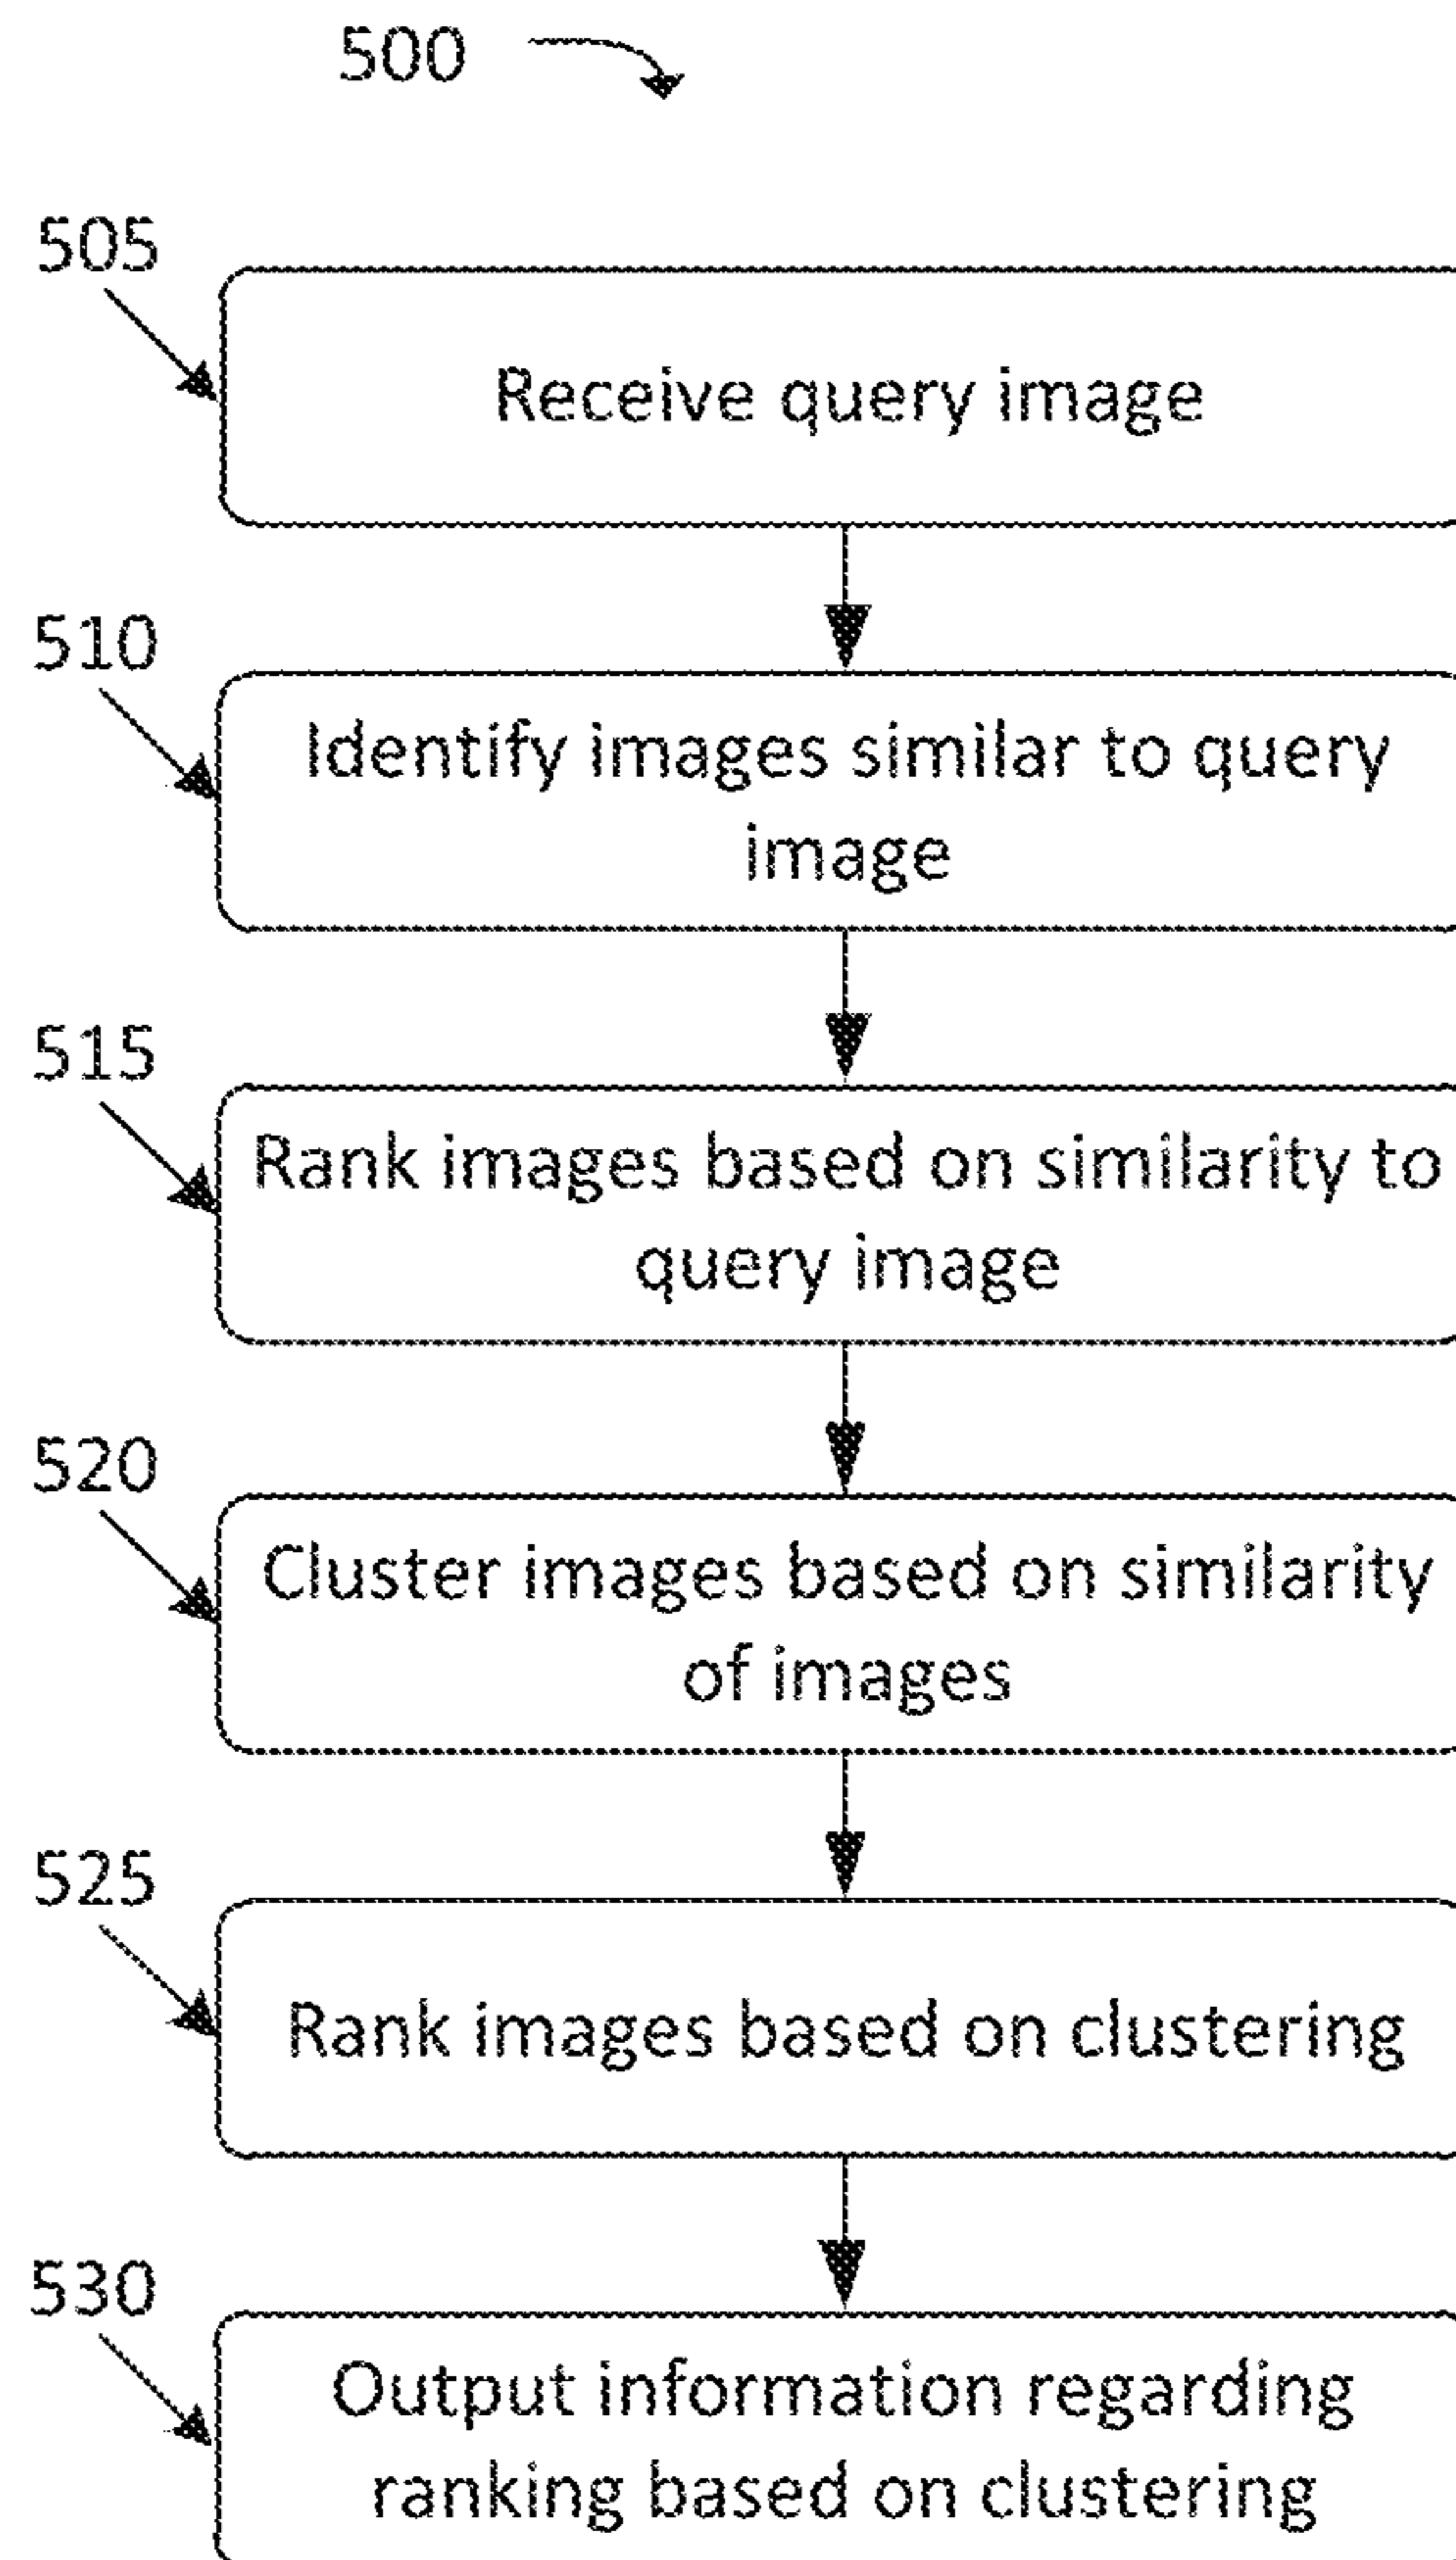 500
505
Receive query image
510
Identify images similar to query
image
515
Rank images based on similarity to
query image
520
Cluster images based on similarity
of images
525
Rank images based on clustering
530
Output information regarding
ranking based on clustering